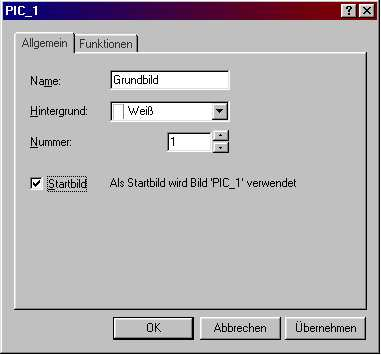 PIC_1
Allgemein Funktionen
Name: Grundbild
Hintergrund: Weiß
Nummer: 1
Startbild Als Startbild wird Bild 'PIC_1' verwendet
OK Abbrechen Übernehmen